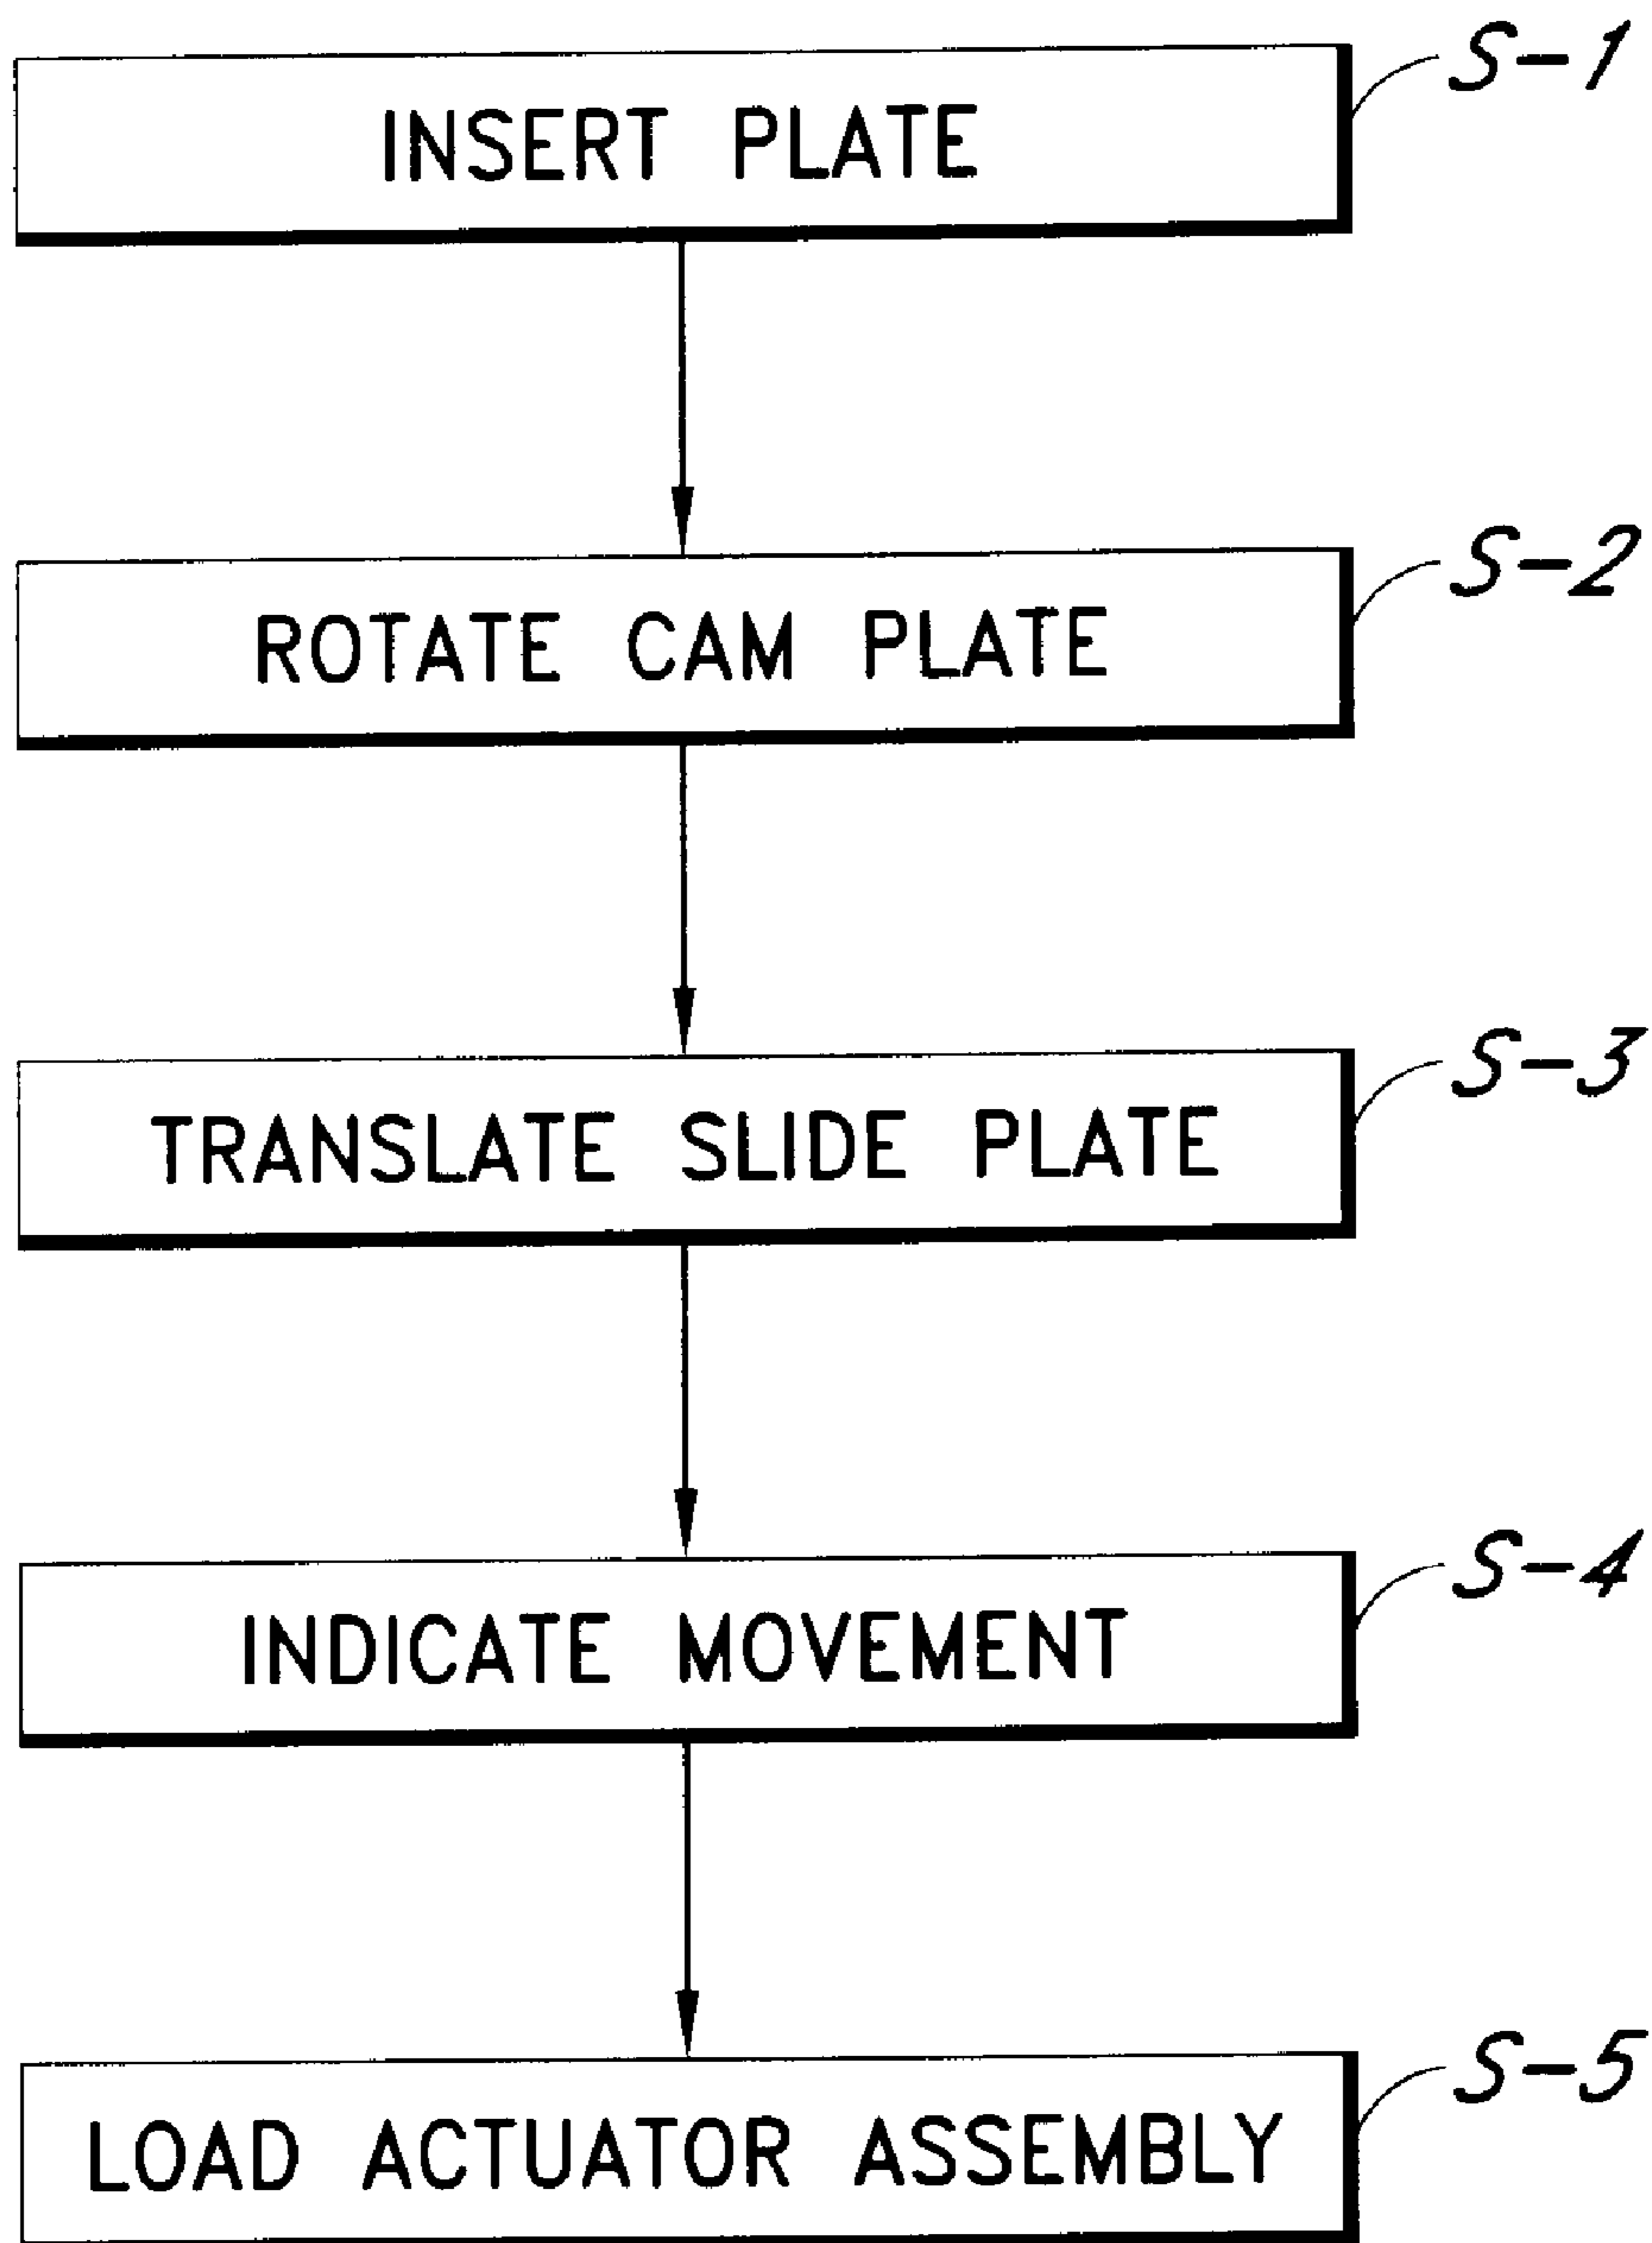 INSERT PLATE
S-1
ROTATE CAM PLATE
S-2
TRANSLATE SLIDE PLATE
S-3
INDICATE MOVEMENT
S-4
LOAD ACTUATOR ASSEMBLY
S-5